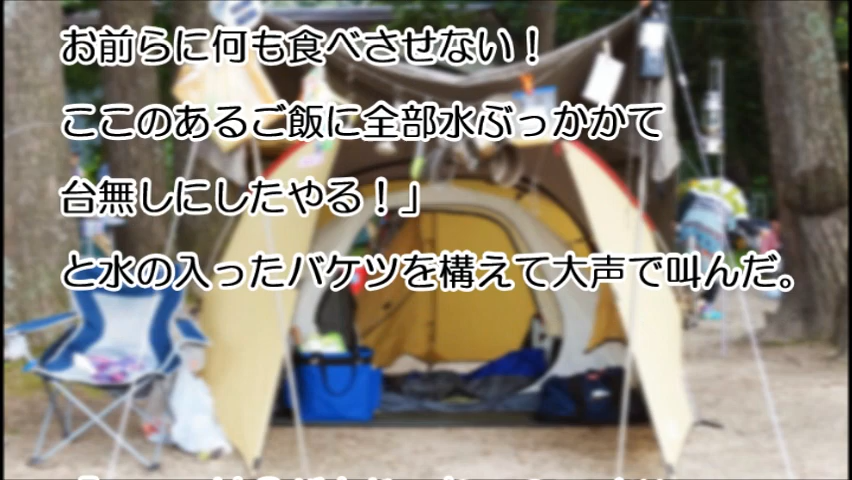 お前らに何も食べさせない！
ここのあるご飯に全部水ぶっかかて
台無しにしたやる！」
と水の入ったバケツを構えて大声で叫んだ。